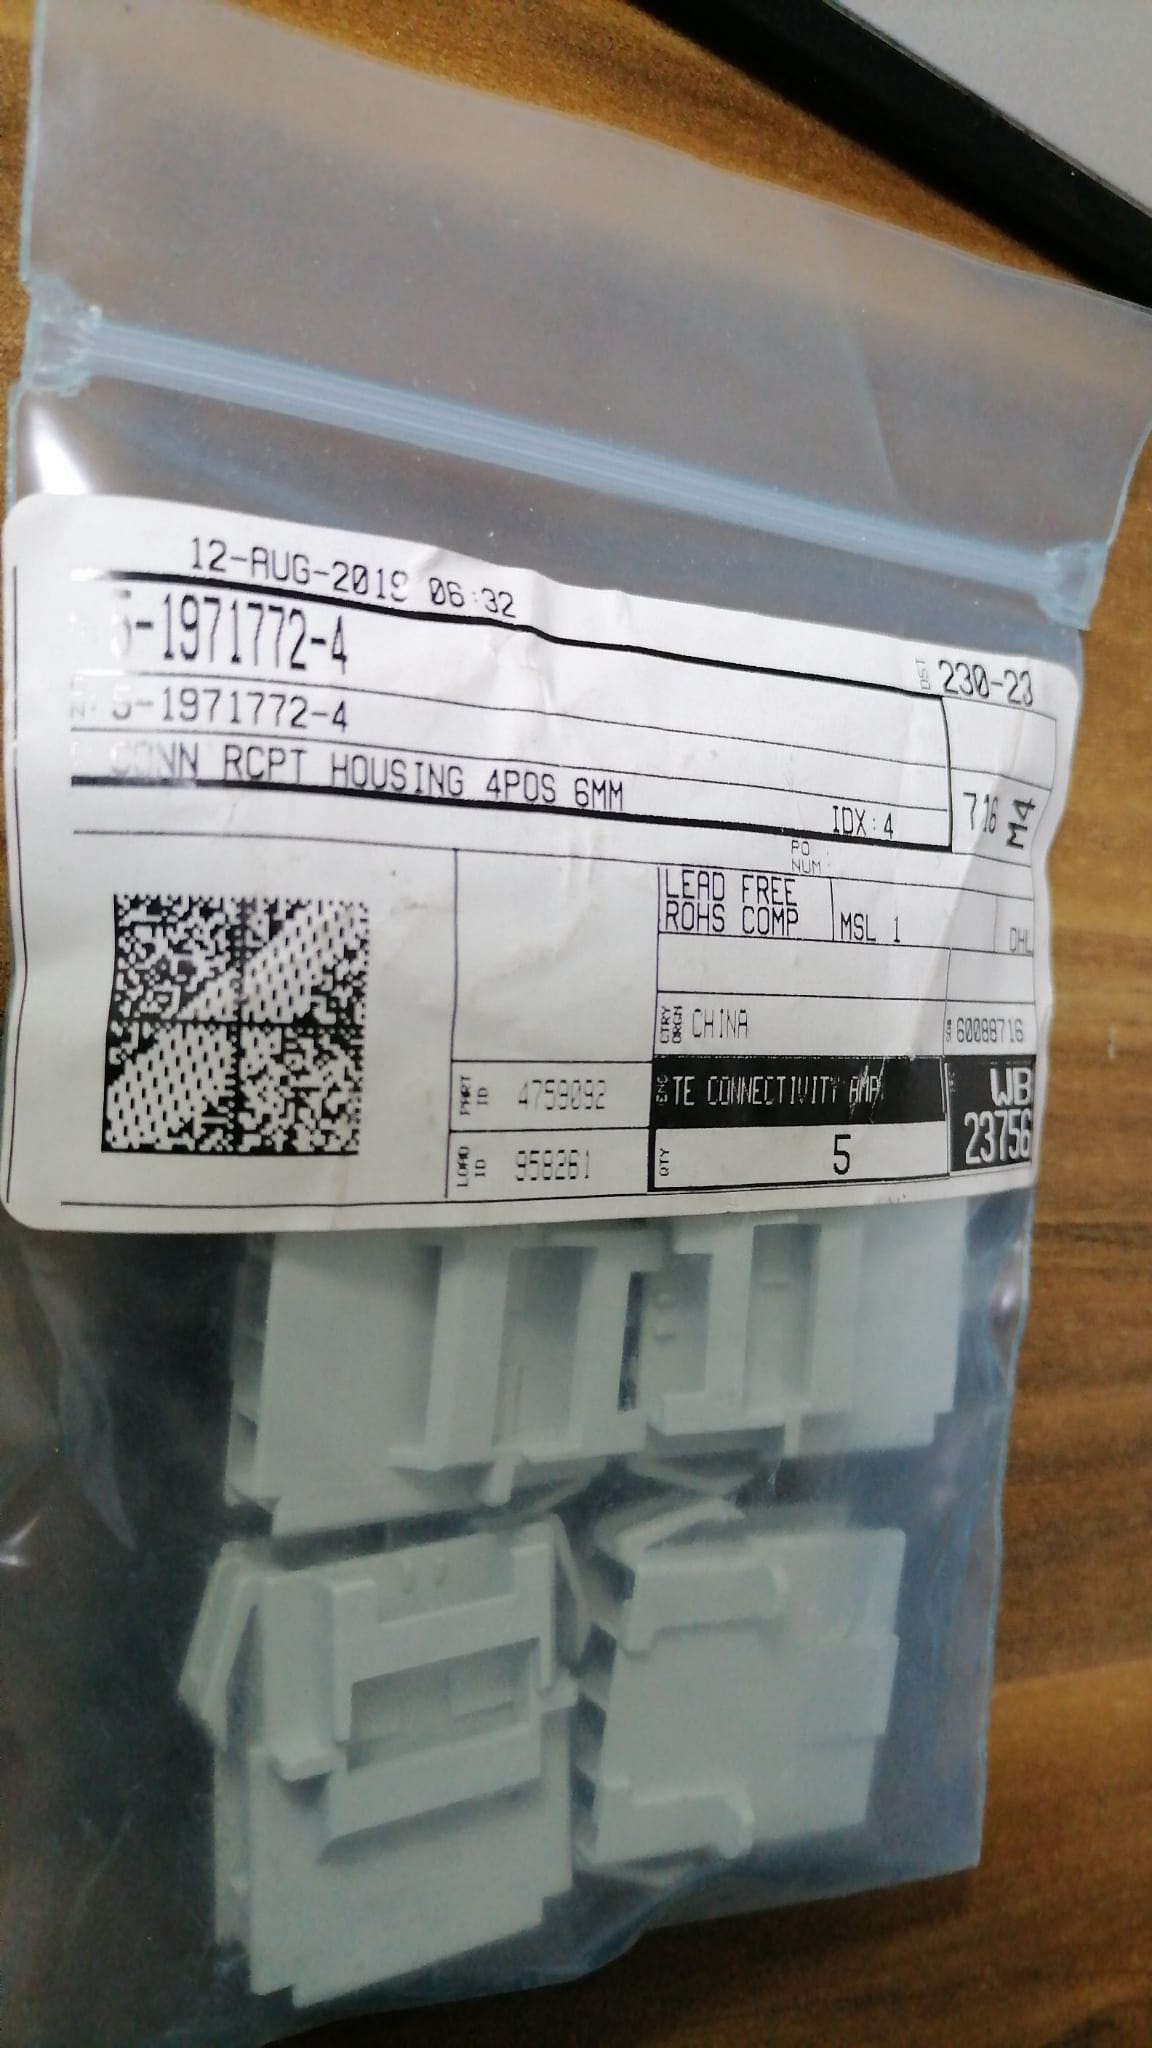 12-AUG-2019 06:32
5-1971772-4
DST 230-23
5-1971772-4
CONN RCPT HOUSING 4POS 6MM
IDX:4
7 16 M4
PO NUM:
LEAD FREE
ROHS COMP
MSL 1
DHL
CTRY ORGN CHINA
60088716
PART ID 4759092
TE CONNECTIVITY AMP
WB
23756
LOAD ID 958261
QTY 5